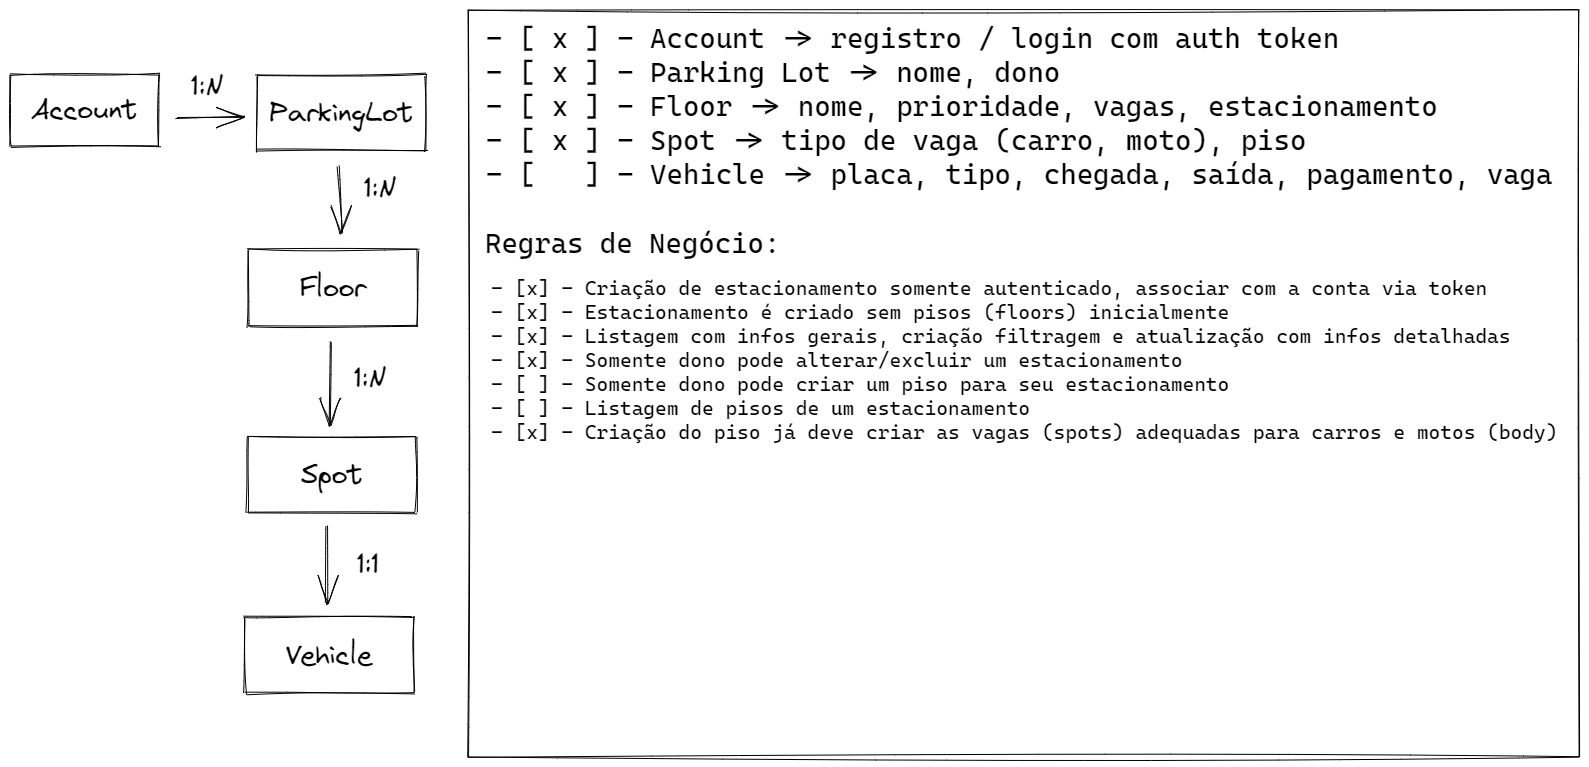 Account
1:N
ParkingLot
1:N
Floor
1:N
Spot
1:1
Vehicle
- [ x ] - Account -> registro / login com auth token
- [ x ] - Parking Lot -> nome, dono
- [ x ] - Floor -> nome, prioridade, vagas, estacionamento
- [ x ] - Spot -> tipo de vaga (carro, moto), piso
- [   ] - Vehicle -> placa, tipo, chegada, saída, pagamento, vaga
Regras de Negócio:
- [x] - Criação de estacionamento somente autenticado, associar com a conta via token
- [x] - Estacionamento é criado sem pisos (floors) inicialmente
- [x] - Listagem com infos gerais, criação filtragem e atualização com infos detalhadas
- [x] - Somente dono pode alterar/excluir um estacionamento
- [ ] - Somente dono pode criar um piso para seu estacionamento
- [ ] - Listagem de pisos de um estacionamento
- [x] - Criação do piso já deve criar as vagas (spots) adequadas para carros e motos (body)